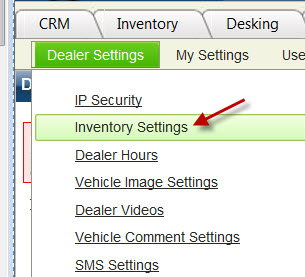 CRM Inventory Desking
Dealer Settings My Settings Use
D
IP Security
Inventory Settings
Dealer Hours
Vehicle Image Settings
Dealer Videos
Vehicle Comment Settings
SMS Settings